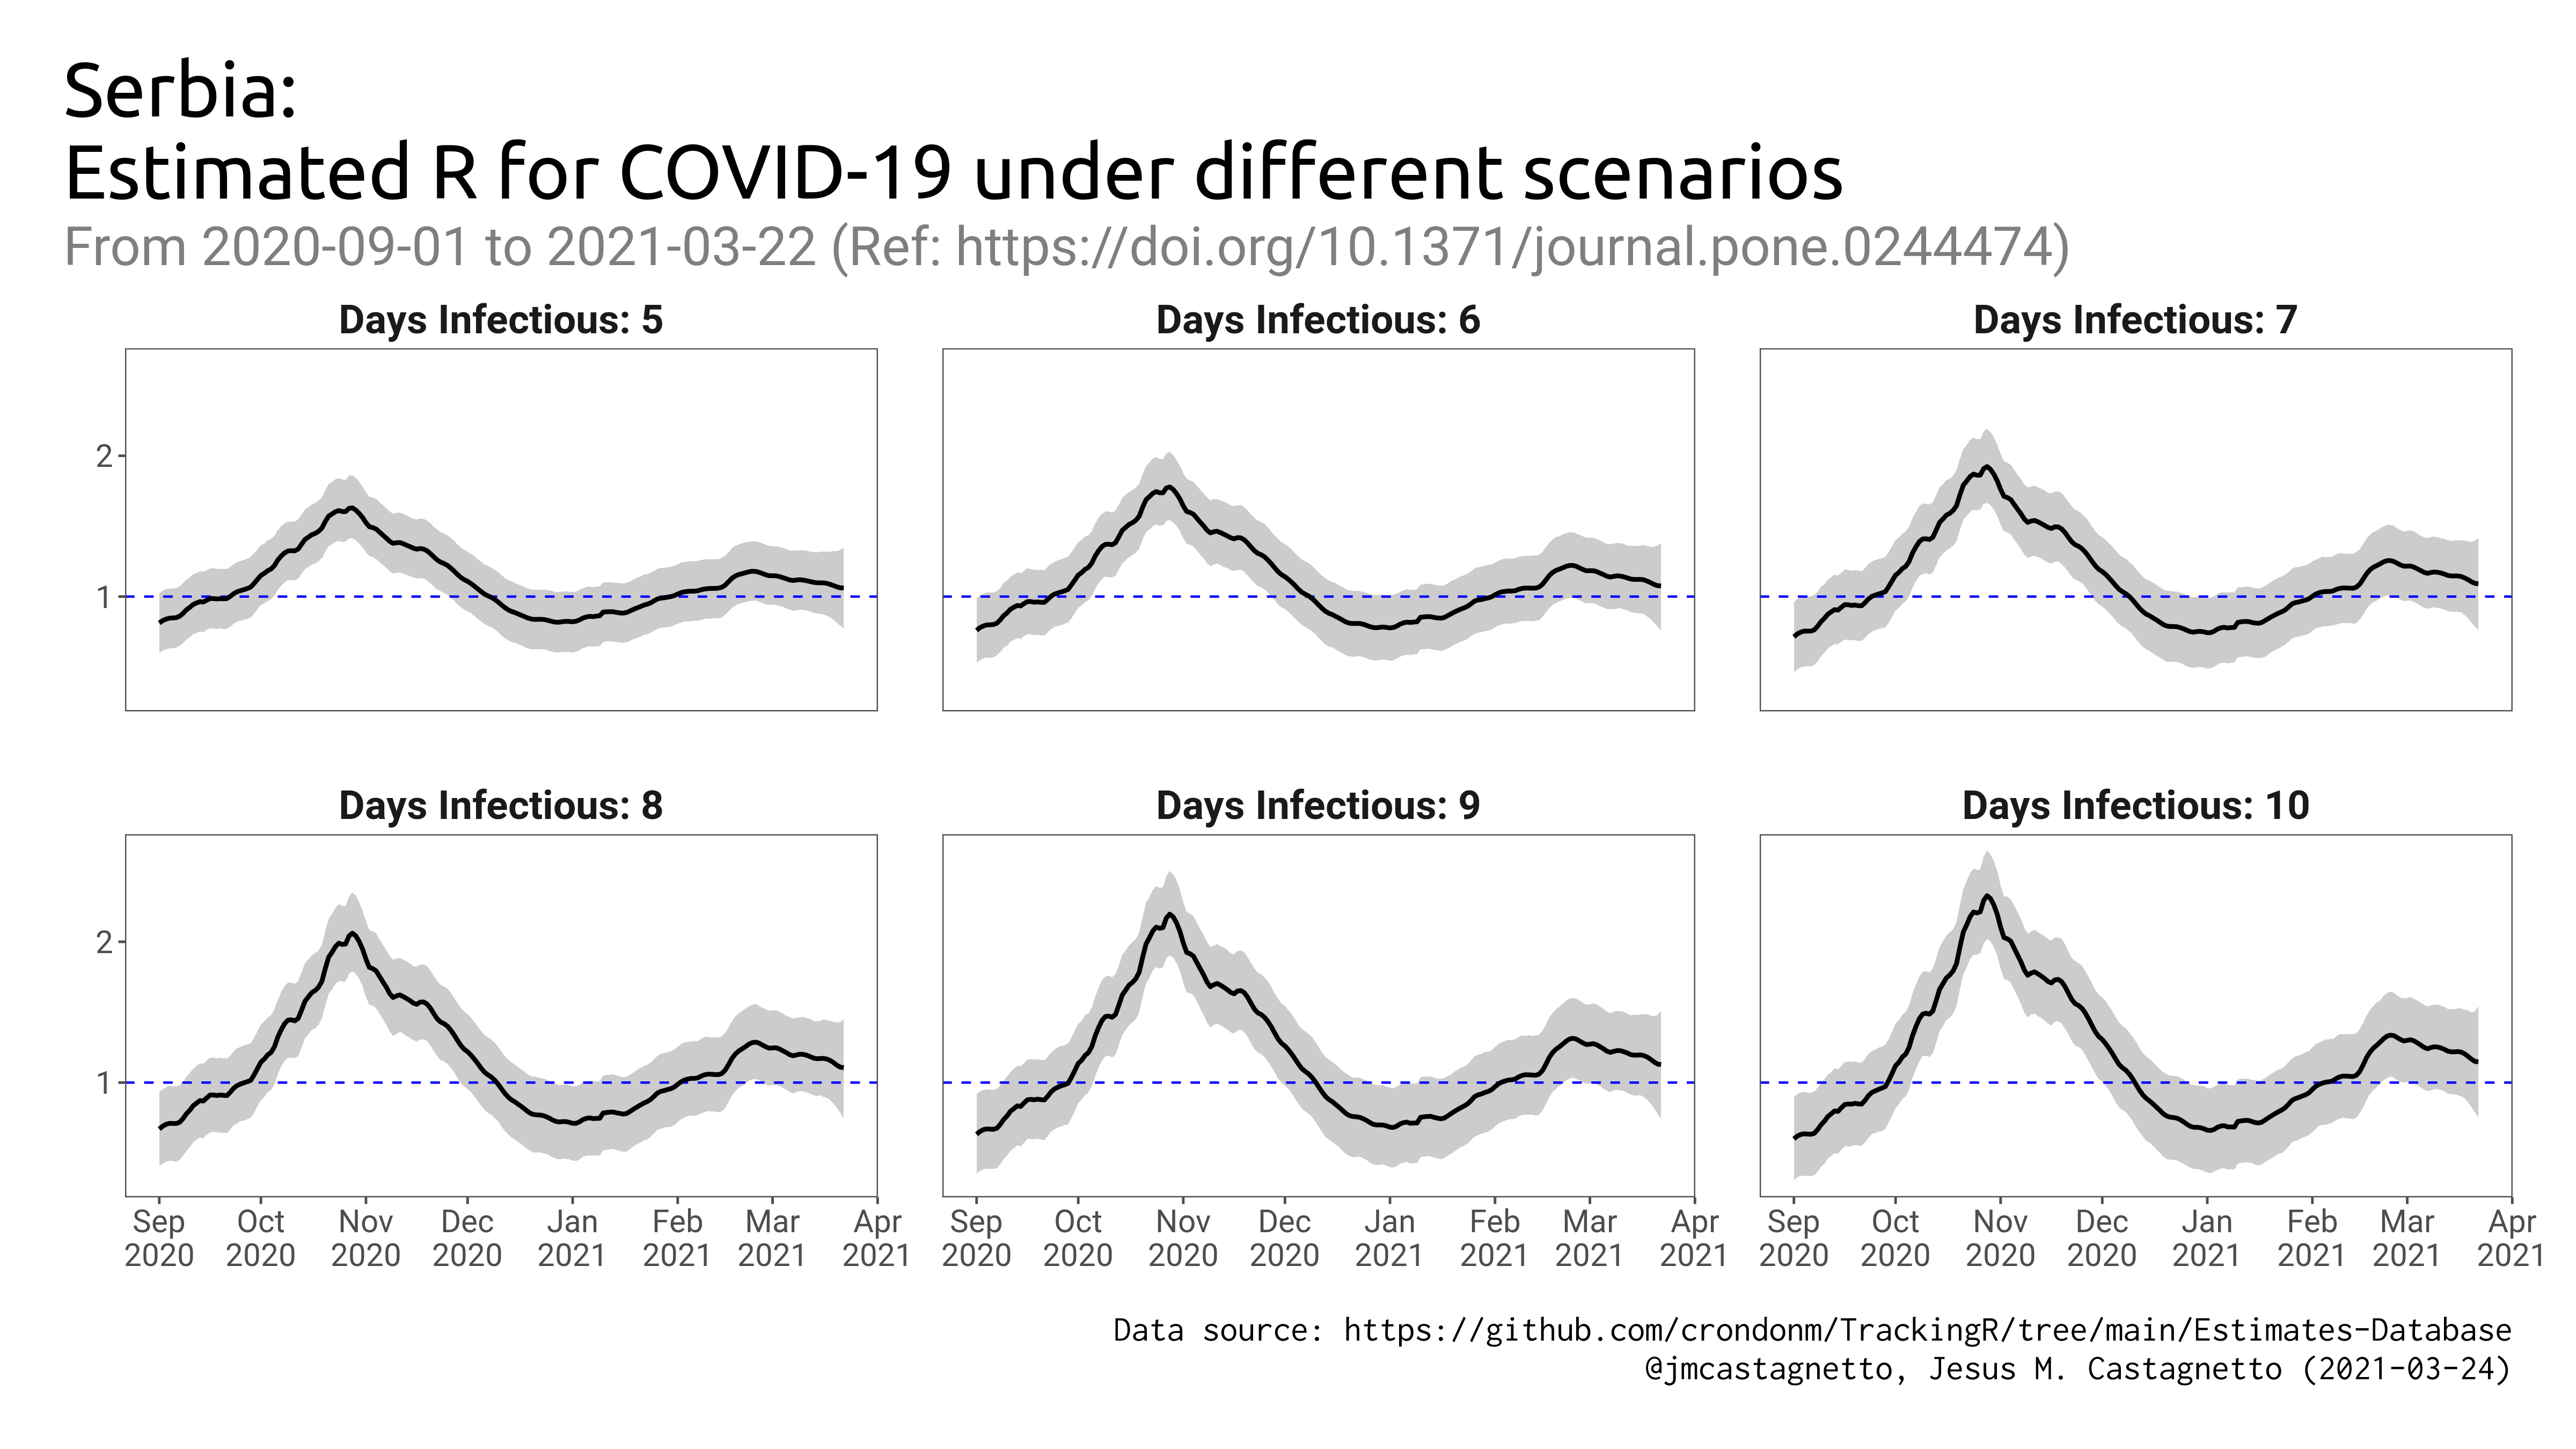 Serbia:
Estimated R for COVID-19 under different scenarios
From 2020-09-01 to 2021-03-22 (Ref: https://doi.org/10.1371/journal.pone.0244474)
Days Infectious: 5
Days Infectious: 6
Days Infectious: 7
2
1
Days Infectious: 8
Days Infectious: 9
Days Infectious: 10
2
1
Sep Oct Nov Dec Jan Feb Mar Apr
2020 2020 2020 2020 2021 2021 2021 2021
Sep Oct Nov Dec Jan Feb Mar Apr
2020 2020 2020 2020 2021 2021 2021 2021
Sep Oct Nov Dec Jan Feb Mar Apr
2020 2020 2020 2020 2021 2021 2021 2021
Data source: https://github.com/crondonm/TrackingR/tree/main/Estimates-Database
@jmcastagnetto, Jesus M. Castagnetto (2021-03-24)